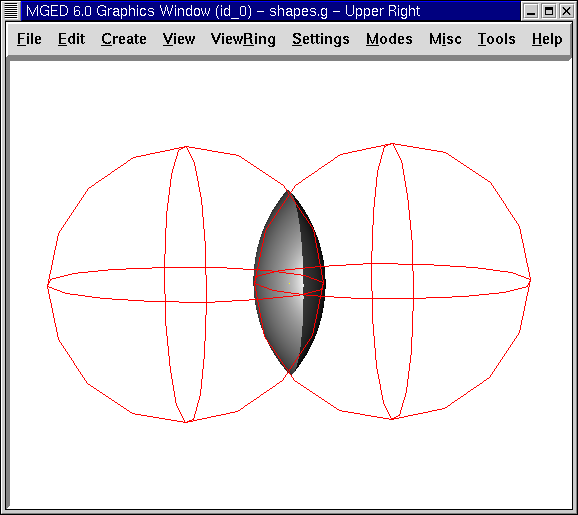 MGED 6.0 Graphics Window (id_0) – shapes.g – Upper Right
File Edit Create View ViewRing Settings Modes Misc Tools Help